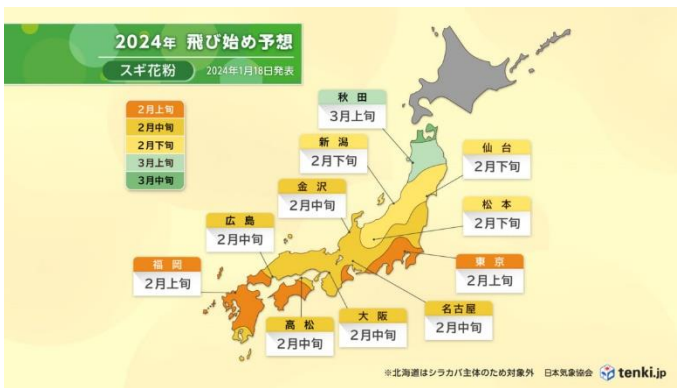 2024年 飛び始め予想
スギ花粉 2024年1月18日発表
2月上旬
2月中旬
2月下旬
3月上旬
3月中旬
秋田
3月上旬
新潟
2月下旬
仙台
2月下旬
金沢
2月中旬
松本
2月下旬
広島
2月中旬
福岡
2月上旬
東京
2月上旬
高松
2月中旬
大阪
2月中旬
名古屋
2月中旬
※北海道はシラカバ主体のため対象外 日本気象協会 tenki.jp